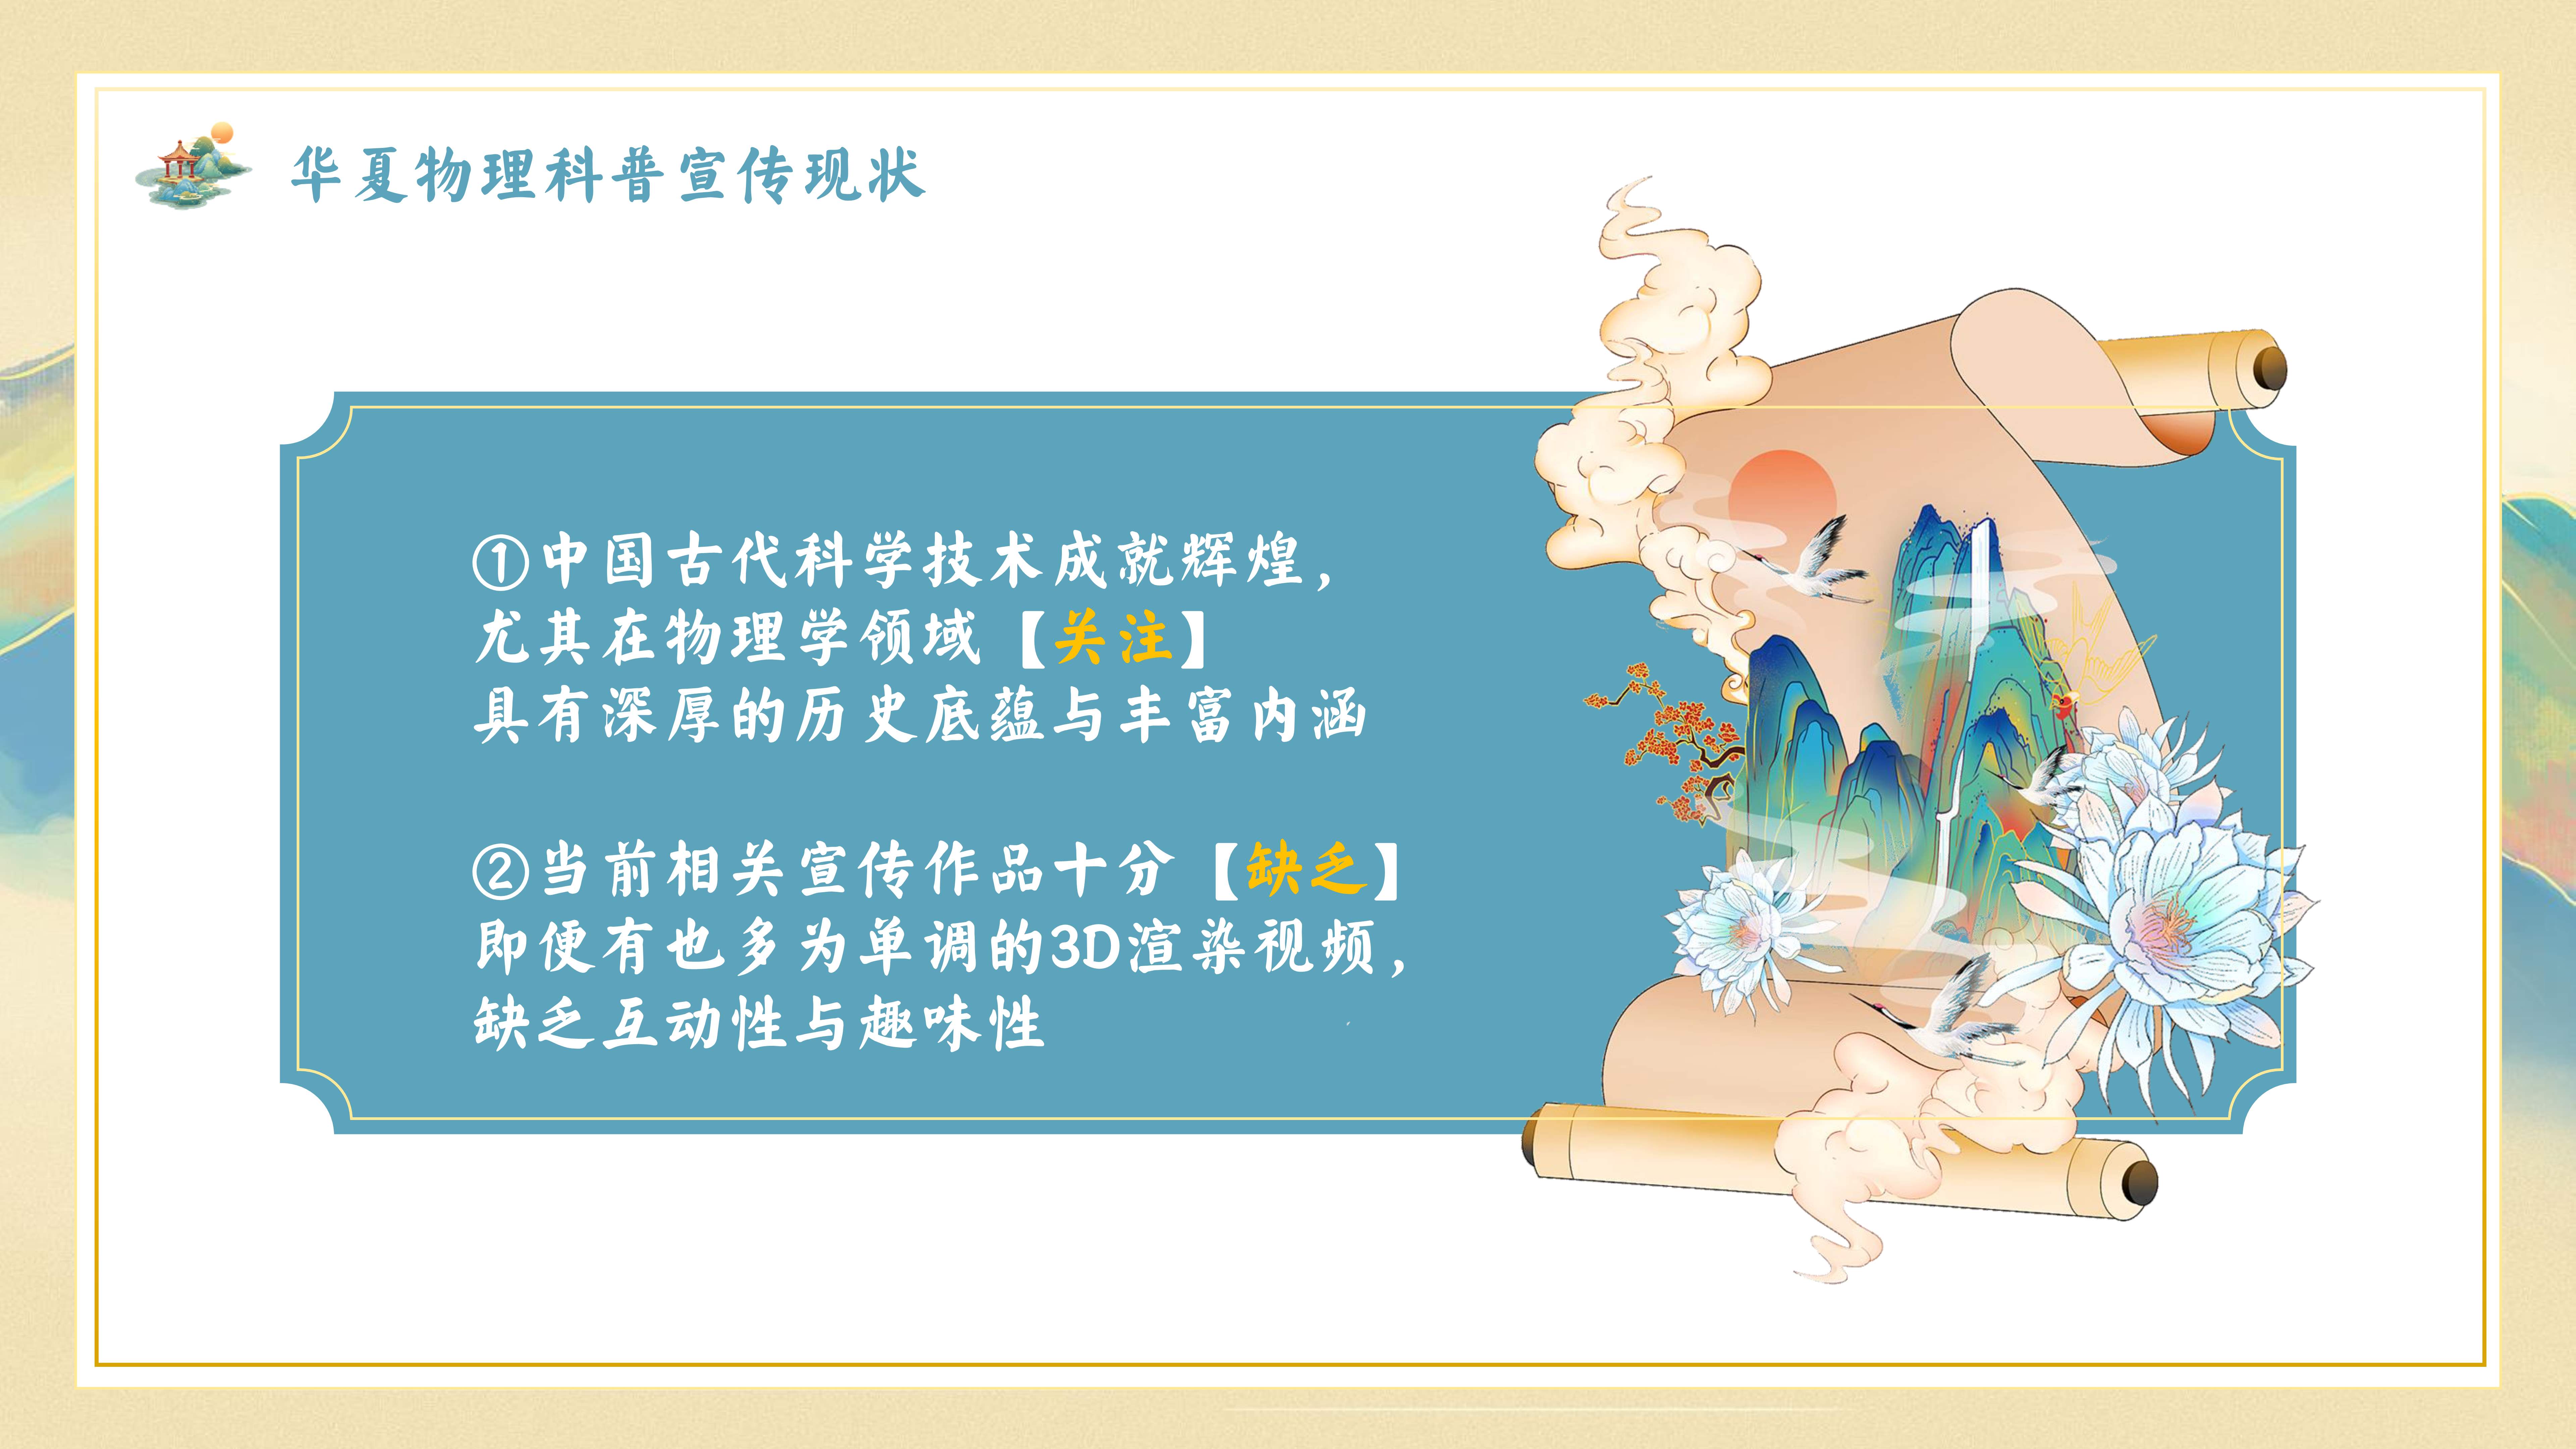 华夏物理科普宣传现状
①中国古代科学技术成就辉煌，
尤其在物理学领域【关注】
具有深厚的历史底蕴与丰富内涵
②当前相关宣传作品十分【缺乏】
即便有也多为单调的3D渲染视频，
缺乏互动性与趣味性